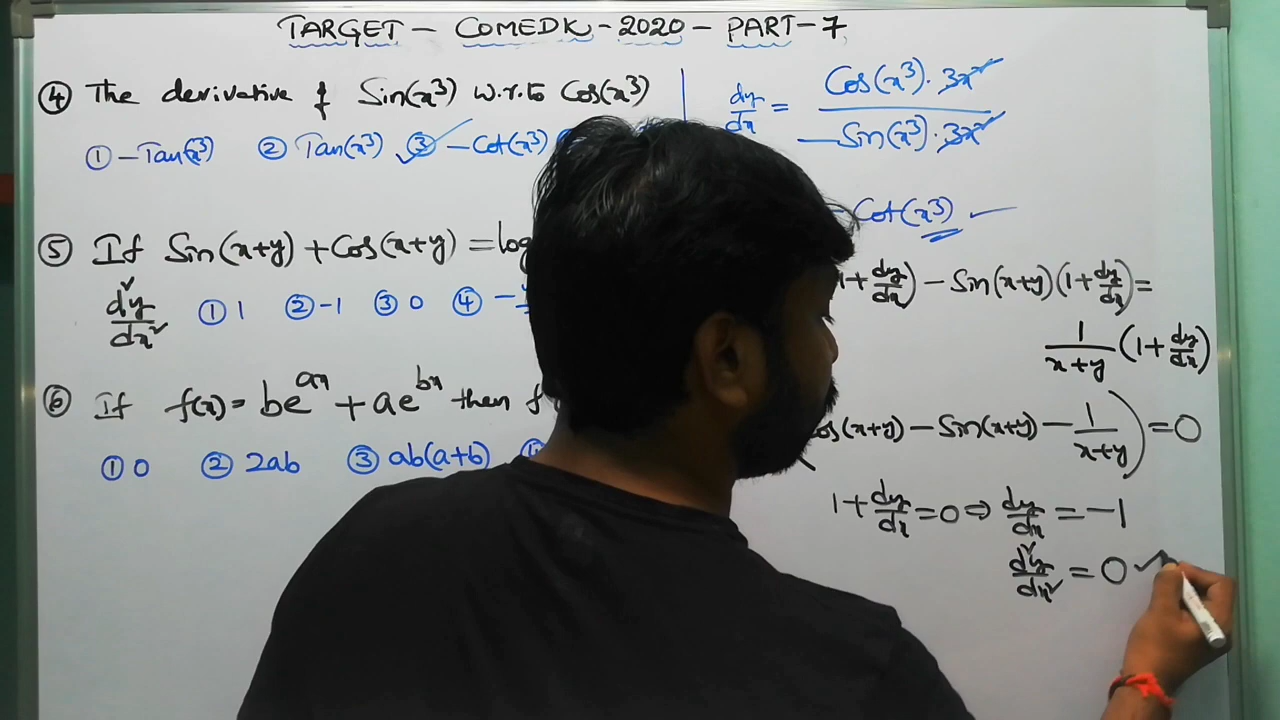 TARGET – COMEDK – 2020 – PART – 7
④ The derivative of Sin(x³) w.r.to Cos(x³)
① –Tan(x³) ② Tan(x³) ③ –Cot(x³)
dy/dx = Cos(x³)·3x² / –Sin(x³)·3x²
–Cot(x³)
⑤ If Sin(x+y) + Cos(x+y) = log
d²y/dx² ① 1 ② –1 ③ 0 ④ –
+ dy/dx) – Sin(x+y)(1 + dy/dx) =
1/(x+y) (1 + dy/dx)
Cos(x+y) – Sin(x+y) – 1/(x+y)) = 0
1 + dy/dx = 0 ⇒ dy/dx = –1
d²y/dx² = 0
⑥ If f(x) = be^ax + ae^bx then f
① 0 ② 2ab ③ ab(a+b)